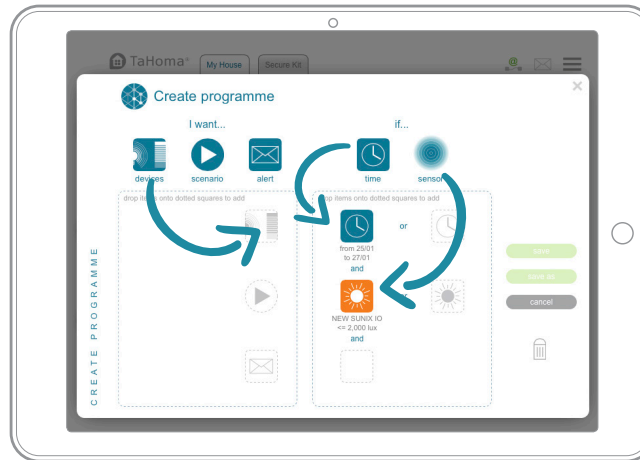 TaHoma®
My House
Secure Kit
Create programme
I want...
if...
devices
scenario
alert
time
sensor
drop items onto dotted squares to add
drop items onto dotted squares to add
or
from 25/01
to 27/01
and
NEW SUNIX IO
<= 2,000 lux
and
CREATE PROGRAMME
save
save as
cancel